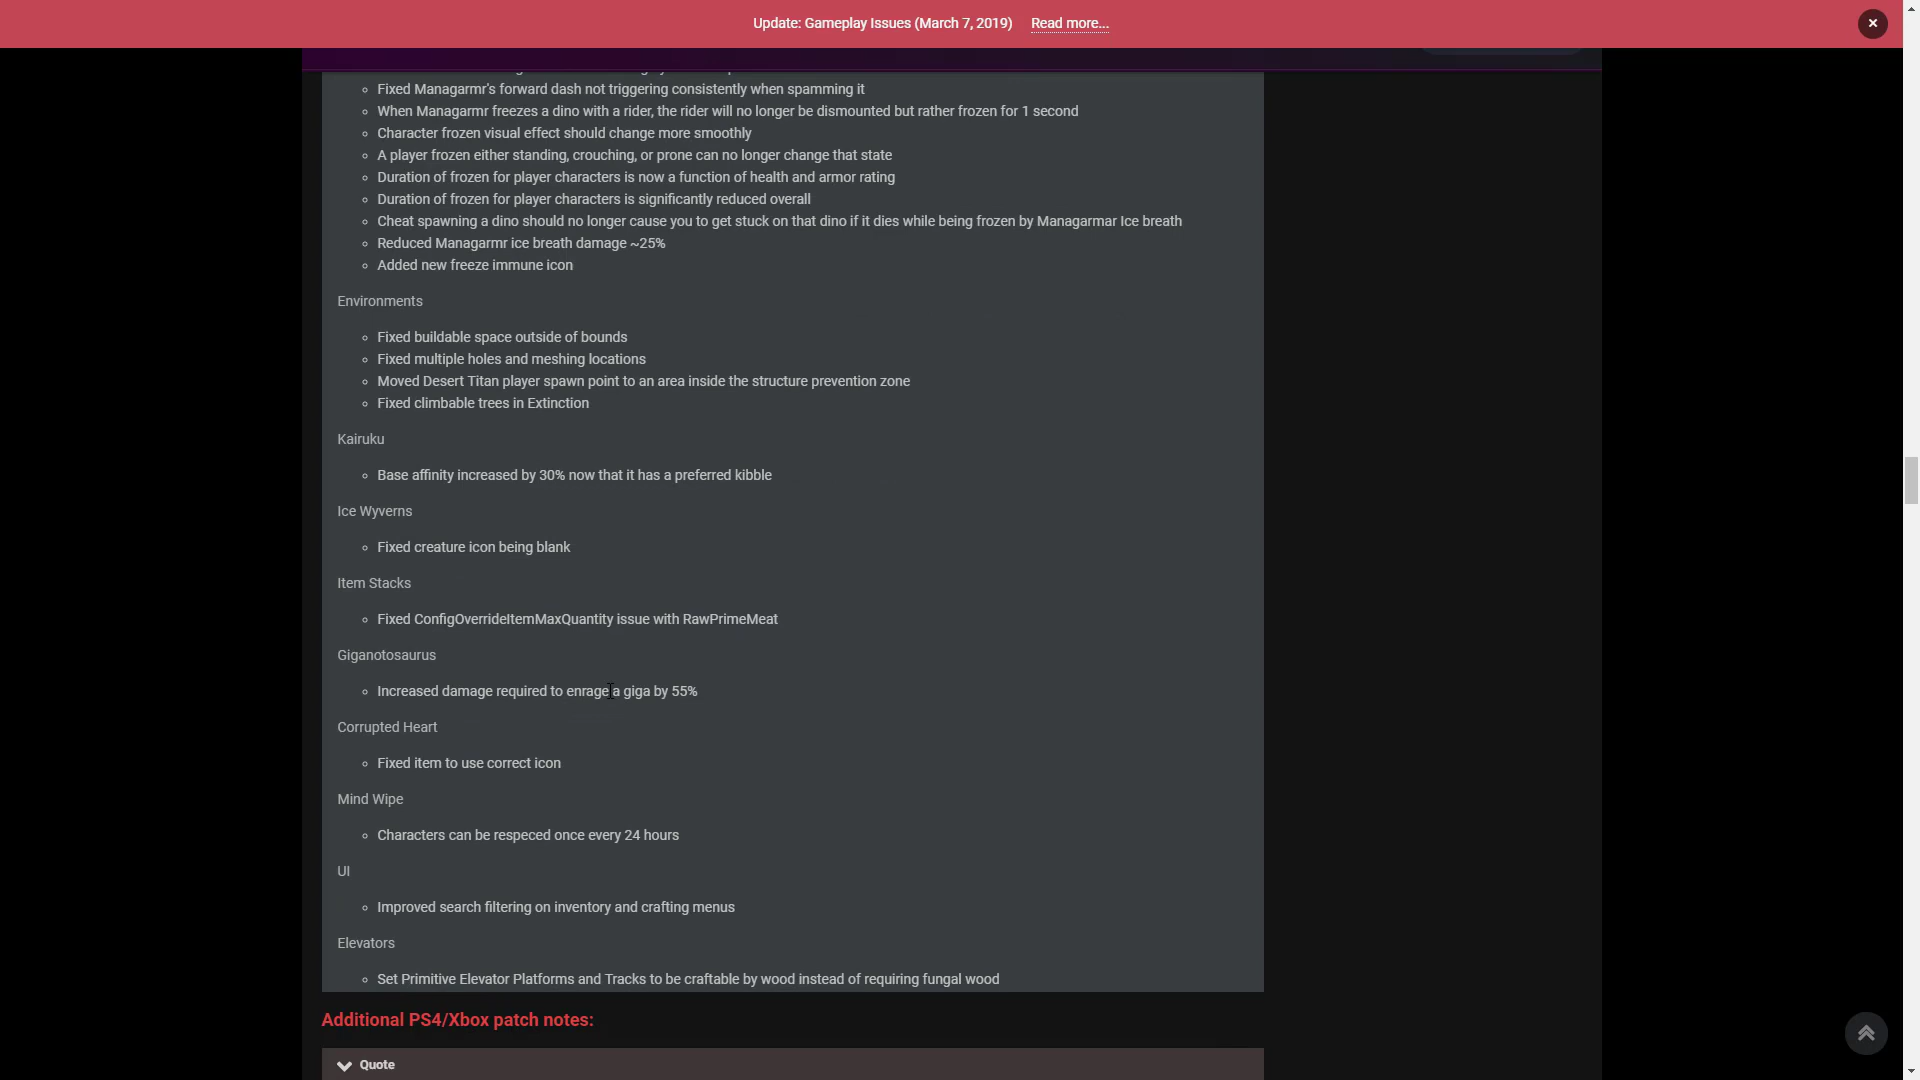 Update: Gameplay Issues (March 7, 2019) Read more...
Fixed Managarmr's forward dash not triggering consistently when spamming it
When Managarmr freezes a dino with a rider, the rider will no longer be dismounted but rather frozen for 1 second
Character frozen visual effect should change more smoothly
A player frozen either standing, crouching, or prone can no longer change that state
Duration of frozen for player characters is now a function of health and armor rating
Duration of frozen for player characters is significantly reduced overall
Cheat spawning a dino should no longer cause you to get stuck on that dino if it dies while being frozen by Managarmar Ice breath
Reduced Managarmr ice breath damage ~25%
Added new freeze immune icon
Environments
Fixed buildable space outside of bounds
Fixed multiple holes and meshing locations
Moved Desert Titan player spawn point to an area inside the structure prevention zone
Fixed climbable trees in Extinction
Kairuku
Base affinity increased by 30% now that it has a preferred kibble
Ice Wyverns
Fixed creature icon being blank
Item Stacks
Fixed ConfigOverrideItemMaxQuantity issue with RawPrimeMeat
Giganotosaurus
Increased damage required to enrage a giga by 55%
Corrupted Heart
Fixed item to use correct icon
Mind Wipe
Characters can be respeced once every 24 hours
UI
Improved search filtering on inventory and crafting menus
Elevators
Set Primitive Elevator Platforms and Tracks to be craftable by wood instead of requiring fungal wood
Additional PS4/Xbox patch notes:
Quote